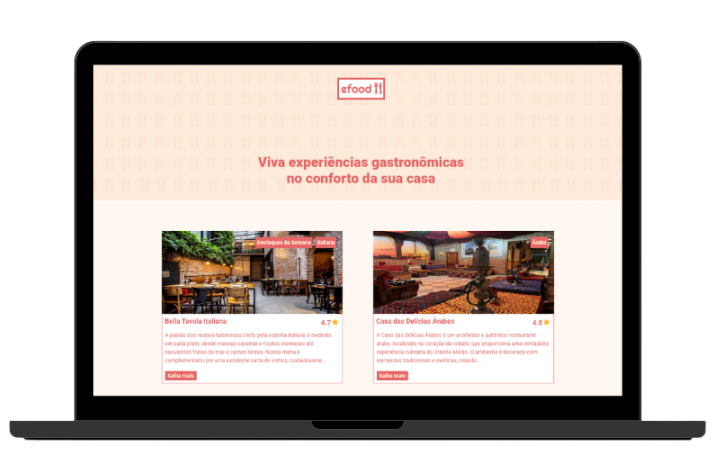 efood
Viva experiências gastronômicas
no conforto da sua casa
Destaques da Semana Italiana
Árabe
Bella Tavola Italiana 4.7
A paixão dos nossos talentosos chefs pela cozinha italiana é evidente
em cada prato, desde massas caseiras e risotos cremosos até
suculentos frutos do mar e carnes tenras. Nosso menu é
complementado por uma excelente carta de vinhos, cuidadosame...
Saiba mais
Casa das Delícias Árabes 4.8
A Casa das Delícias Árabes é um acolhedor e autêntico restaurante
árabe, localizado no coração da cidade, que proporciona uma verdadeira
experiência culinária do Oriente Médio. O ambiente é decorado com
elementos tradicionais e exóticos, criando...
Saiba mais